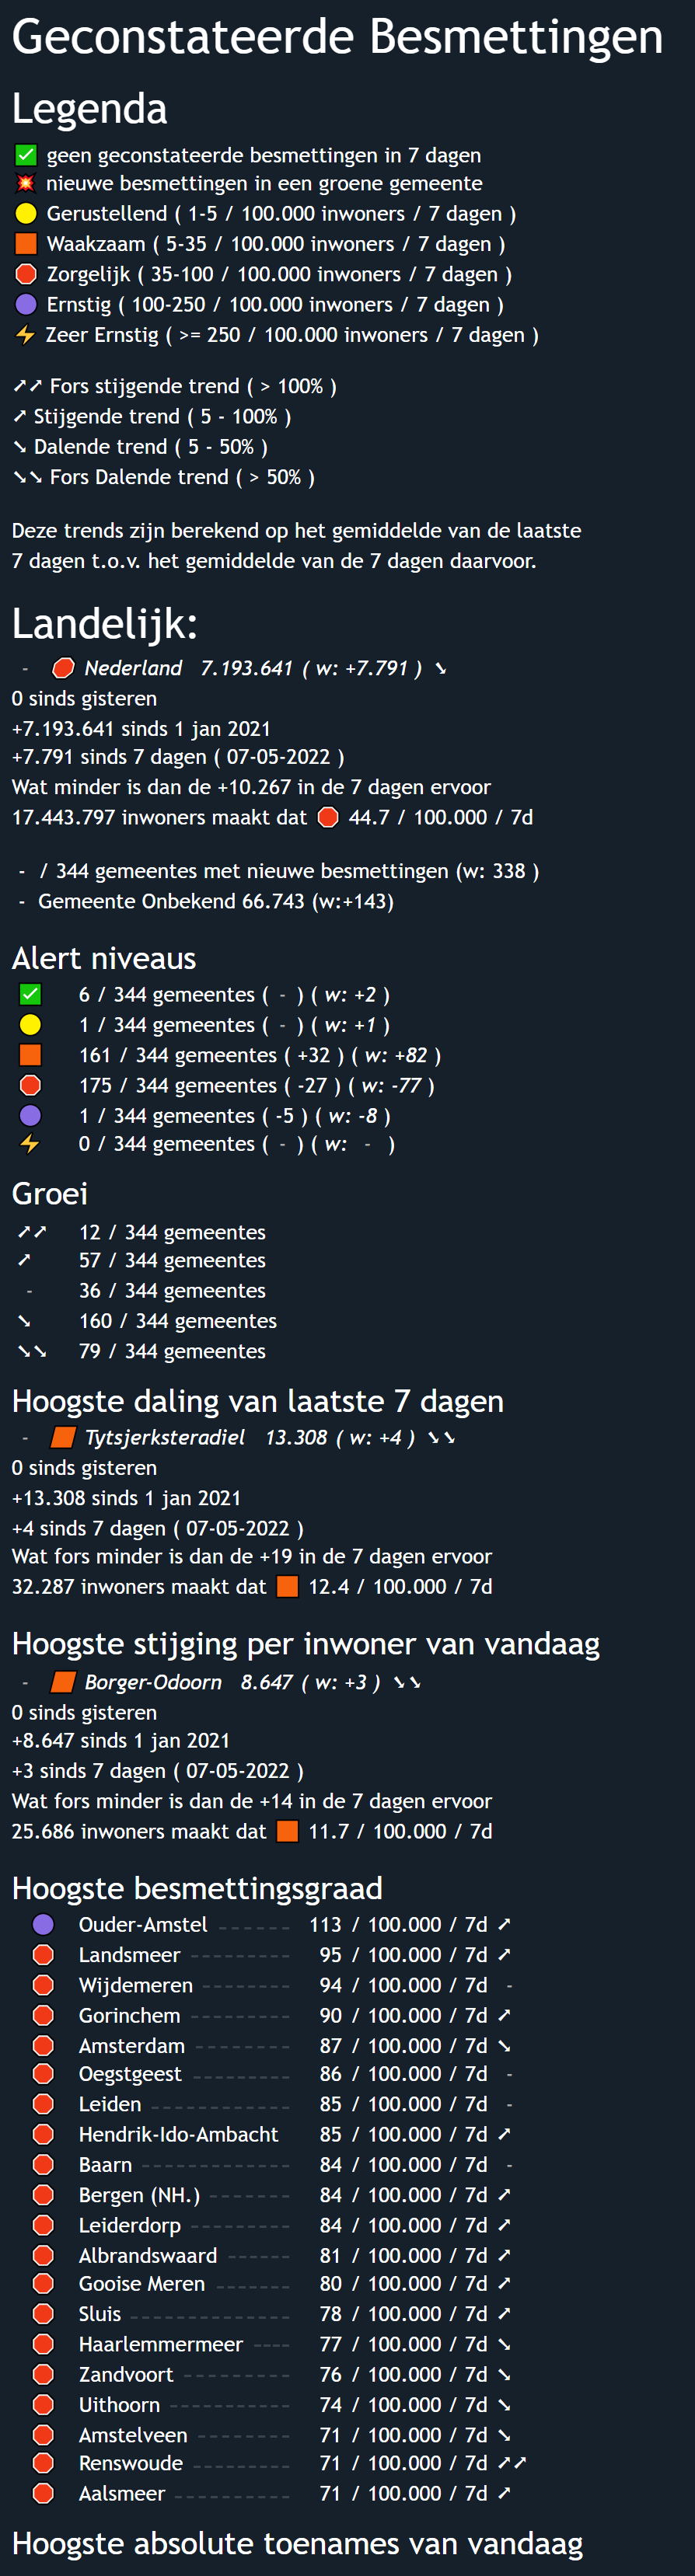 Geconstateerde Besmettingen
Legenda
✅ geen geconstateerde besmettingen in 7 dagen
💥 nieuwe besmettingen in een groene gemeente
🟡 Gerustellend ( 1-5 / 100.000 inwoners / 7 dagen )
🟧 Waakzaam ( 5-35 / 100.000 inwoners / 7 dagen )
🛑 Zorgelijk ( 35-100 / 100.000 inwoners / 7 dagen )
🟣 Ernstig ( 100-250 / 100.000 inwoners / 7 dagen )
⚡ Zeer Ernstig ( >= 250 / 100.000 inwoners / 7 dagen )
➚➚ Fors stijgende trend ( > 100% )
➚ Stijgende trend ( 5 - 100% )
➘ Dalende trend ( 5 - 50% )
➘➘ Fors Dalende trend ( > 50% )
Deze trends zijn berekend op het gemiddelde van de laatste
7 dagen t.o.v. het gemiddelde van de 7 dagen daarvoor.
Landelijk:
- 🛑 Nederland 7.193.641 ( w: +7.791 ) ➘
0 sinds gisteren
+7.193.641 sinds 1 jan 2021
+7.791 sinds 7 dagen ( 07-05-2022 )
Wat minder is dan de +10.267 in de 7 dagen ervoor
17.443.797 inwoners maakt dat 🛑 44.7 / 100.000 / 7d
- / 344 gemeentes met nieuwe besmettingen (w: 338 )
- Gemeente Onbekend 66.743 (w:+143)
Alert niveaus
✅ 6 / 344 gemeentes ( - ) ( w: +2 )
🟡 1 / 344 gemeentes ( - ) ( w: +1 )
🟧 161 / 344 gemeentes ( +32 ) ( w: +82 )
🛑 175 / 344 gemeentes ( -27 ) ( w: -77 )
🟣 1 / 344 gemeentes ( -5 ) ( w: -8 )
⚡ 0 / 344 gemeentes ( - ) ( w: - )
Groei
➚➚ 12 / 344 gemeentes
➚ 57 / 344 gemeentes
- 36 / 344 gemeentes
➘ 160 / 344 gemeentes
➘➘ 79 / 344 gemeentes
Hoogste daling van laatste 7 dagen
- 🟧 Tytsjerksteradiel 13.308 ( w: +4 ) ➘➘
0 sinds gisteren
+13.308 sinds 1 jan 2021
+4 sinds 7 dagen ( 07-05-2022 )
Wat fors minder is dan de +19 in de 7 dagen ervoor
32.287 inwoners maakt dat 🟧 12.4 / 100.000 / 7d
Hoogste stijging per inwoner van vandaag
- 🟧 Borger-Odoorn 8.647 ( w: +3 ) ➘➘
0 sinds gisteren
+8.647 sinds 1 jan 2021
+3 sinds 7 dagen ( 07-05-2022 )
Wat fors minder is dan de +14 in de 7 dagen ervoor
25.686 inwoners maakt dat 🟧 11.7 / 100.000 / 7d
Hoogste besmettingsgraad
🟣 Ouder-Amstel ------ 113 / 100.000 / 7d ➚
🛑 Landsmeer -------- 95 / 100.000 / 7d ➚
🛑 Wijdemeren ------- 94 / 100.000 / 7d -
🛑 Gorinchem -------- 90 / 100.000 / 7d ➚
🛑 Amsterdam -------- 87 / 100.000 / 7d ➘
🛑 Oegstgeest -------- 86 / 100.000 / 7d -
🛑 Leiden ----------- 85 / 100.000 / 7d -
🛑 Hendrik-Ido-Ambacht 85 / 100.000 / 7d ➚
🛑 Baarn ------------ 84 / 100.000 / 7d -
🛑 Bergen (NH.) ------- 84 / 100.000 / 7d ➚
🛑 Leiderdorp -------- 84 / 100.000 / 7d ➚
🛑 Albrandswaard ----- 81 / 100.000 / 7d ➚
🛑 Gooise Meren ------ 80 / 100.000 / 7d ➚
🛑 Sluis ------------- 78 / 100.000 / 7d ➚
🛑 Haarlemmermeer ---- 77 / 100.000 / 7d ➘
🛑 Zandvoort -------- 76 / 100.000 / 7d ➘
🛑 Uithoorn ---------- 74 / 100.000 / 7d ➘
🛑 Amstelveen -------- 71 / 100.000 / 7d ➘
🛑 Renswoude -------- 71 / 100.000 / 7d ➚➚
🛑 Aalsmeer --------- 71 / 100.000 / 7d ➚
Hoogste absolute toenames van vandaag